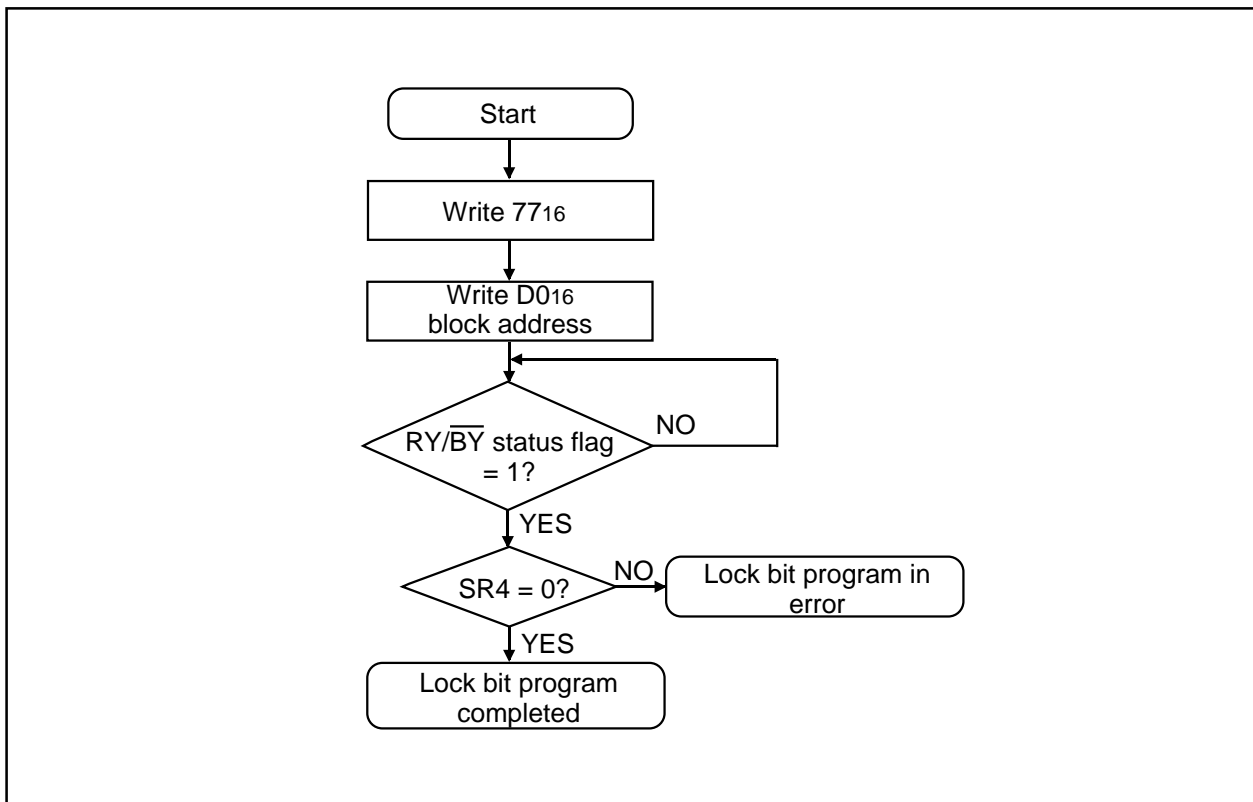 Start
Write 7716
Write D016
block address
RY/B̅Y̅ status flag
= 1?
NO
YES
SR4 = 0?
NO
Lock bit program in
error
YES
Lock bit program
completed